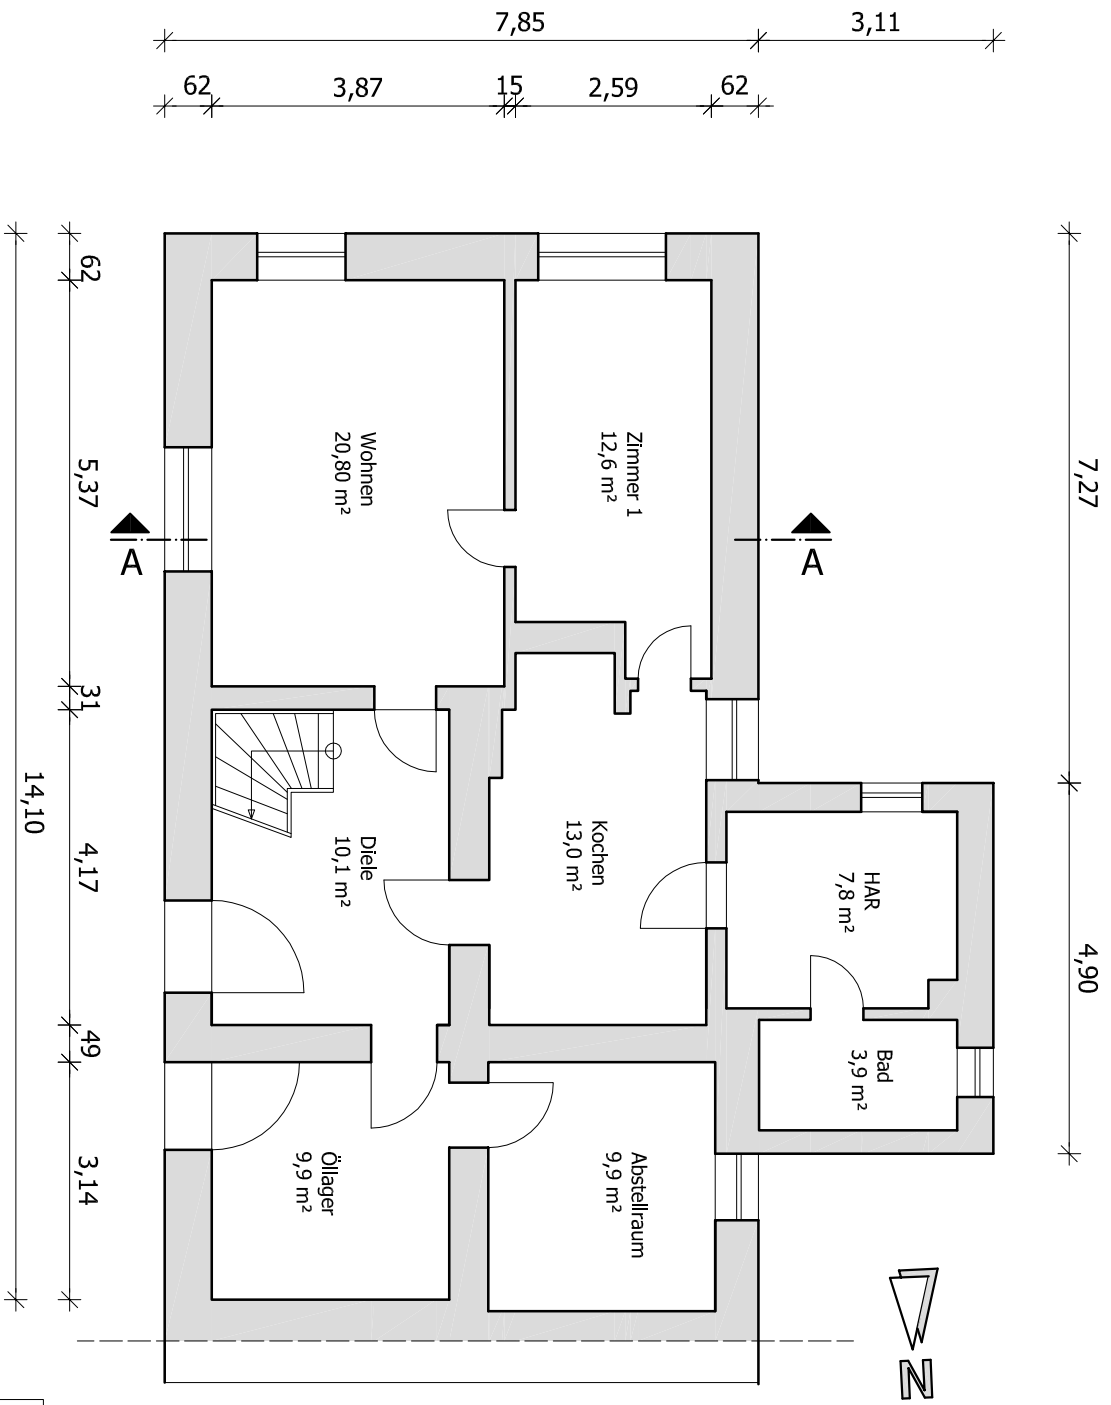 7,85
3,11
62
3,87
15
2,59
62
62
5,37
31
4,17
49
3,14
14,10
7,27
4,90
Wohnen
20,80 m²
Zimmer 1
12,6 m²
A
A
Diele
10,1 m²
Kochen
13,0 m²
HAR
7,8 m²
Bad
3,9 m²
Öllager
9,9 m²
Abstellraum
9,9 m²
N